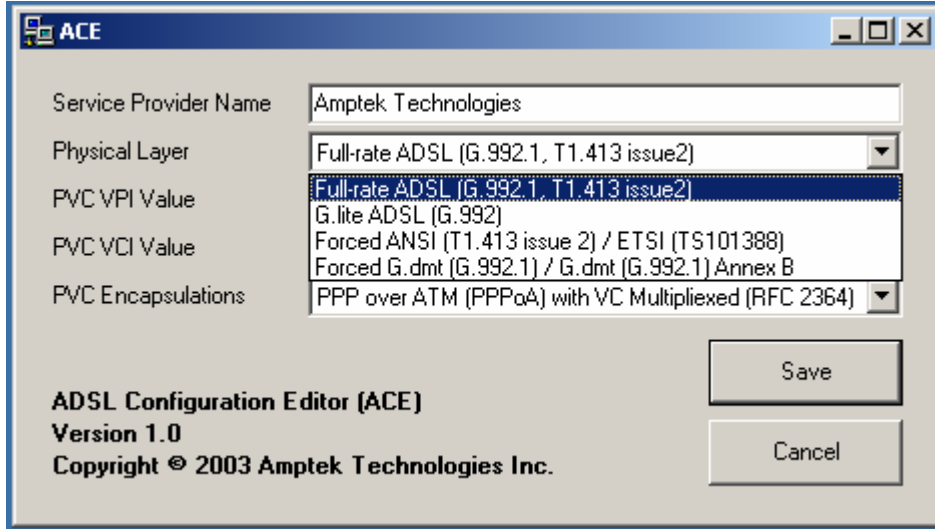 ACE
Service Provider Name Amptek Technologies
Physical Layer Full-rate ADSL (G.992.1, T1.413 issue2)
PVC VPI Value Full-rate ADSL (G.992.1, T1.413 issue2)
G.lite ADSL (G.992)
PVC VCI Value Forced ANSI (T1.413 issue 2) / ETSI (TS101388)
Forced G.dmt (G.992.1) / G.dmt (G.992.1) Annex B
PVC Encapsulations PPP over ATM (PPPoA) with VC Multipliexed (RFC 2364)
Save
ADSL Configuration Editor (ACE)
Version 1.0
Copyright © 2003 Amptek Technologies Inc.
Cancel